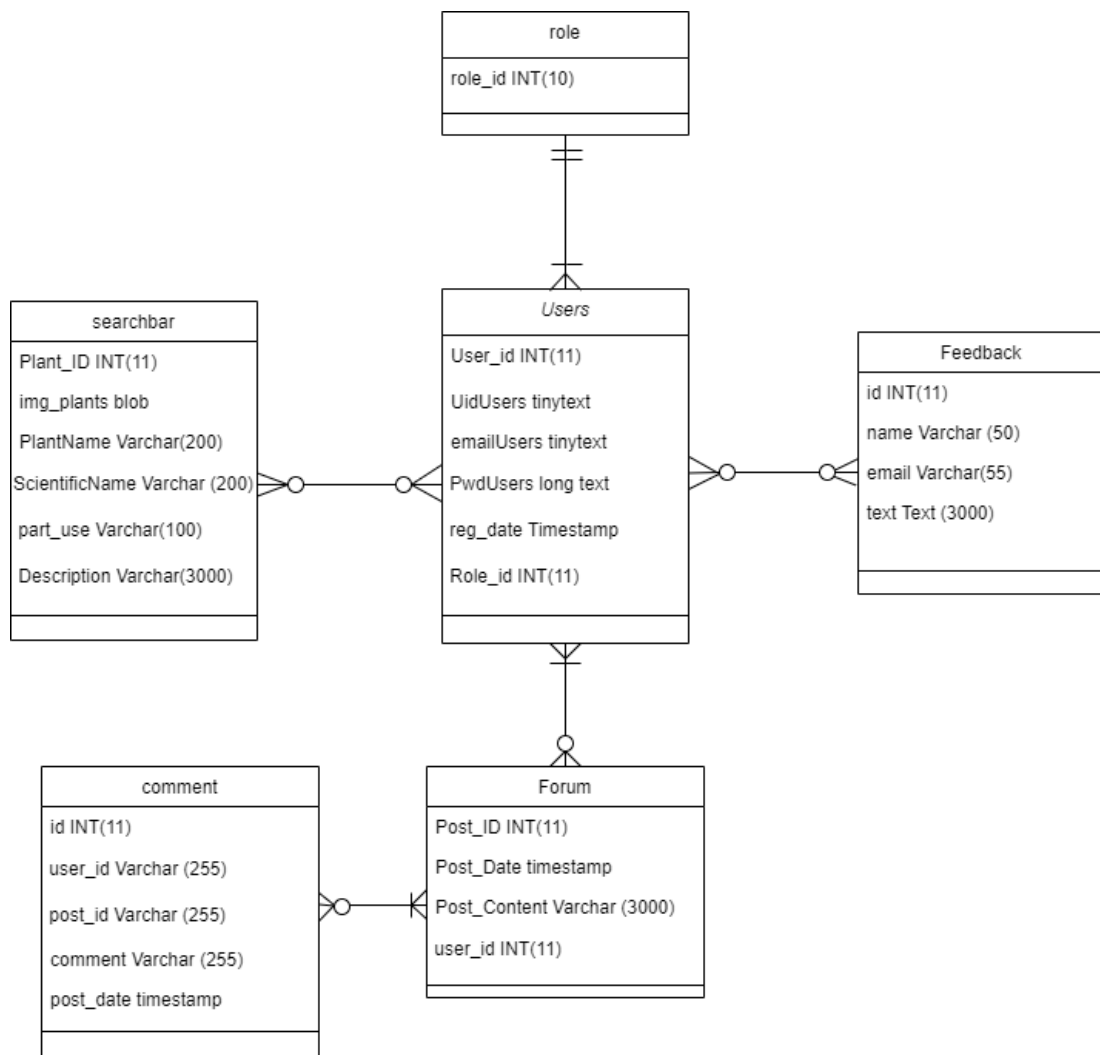 role
role_id INT(10)
searchbar
Plant_ID INT(11)
img_plants blob
PlantName Varchar(200)
ScientificName Varchar (200)
part_use Varchar(100)
Description Varchar(3000)
Users
User_id INT(11)
UidUsers tinytext
emailUsers tinytext
PwdUsers long text
reg_date Timestamp
Role_id INT(11)
Feedback
id INT(11)
name Varchar (50)
email Varchar(55)
text Text (3000)
comment
id INT(11)
user_id Varchar (255)
post_id Varchar (255)
comment Varchar (255)
post_date timestamp
Forum
Post_ID INT(11)
Post_Date timestamp
Post_Content Varchar (3000)
user_id INT(11)